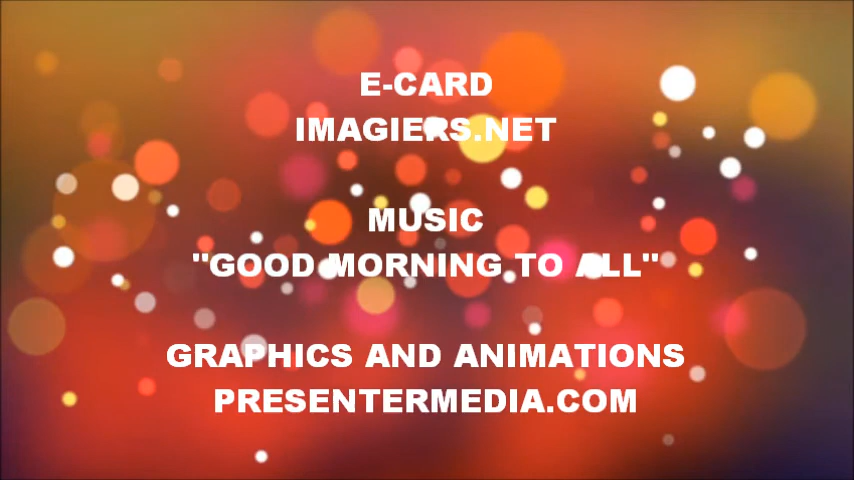 E-CARD
IMAGIERS.NET
MUSIC
"GOOD MORNING TO ALL"
GRAPHICS AND ANIMATIONS
PRESENTERMEDIA.COM